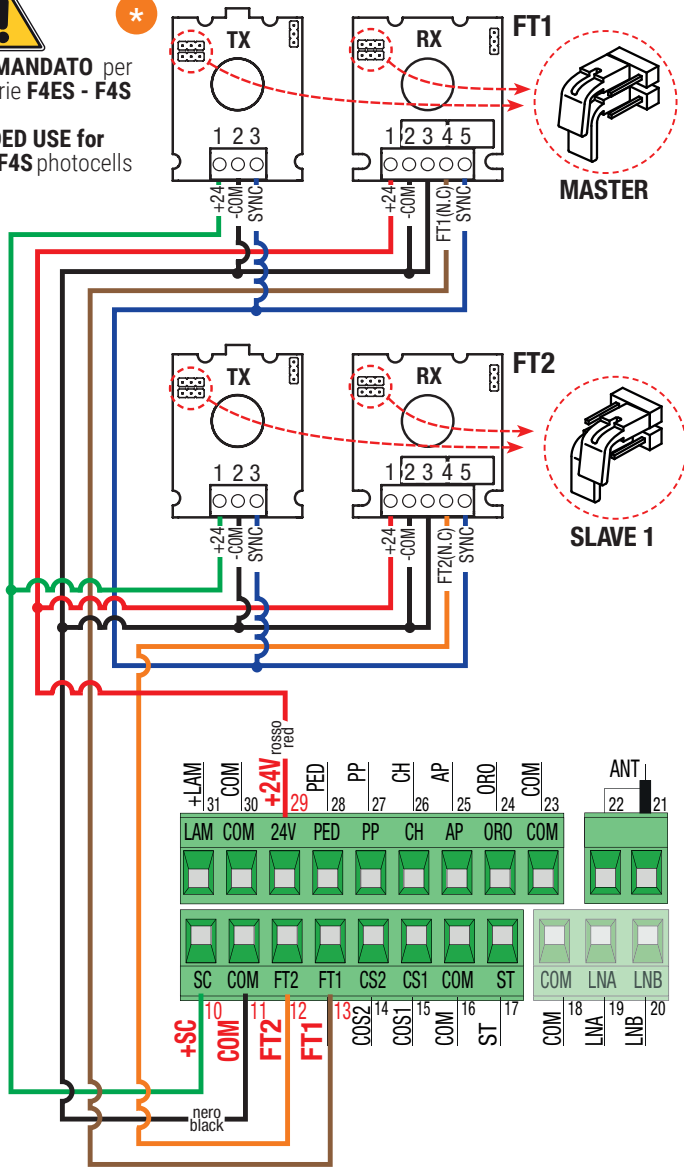 *
MANDATO per
rie F4ES - F4S
DED USE for
F4S photocells
TX
RX
FT1
1 2 3
1 2 3 4 5
+24
-COM
SYNC
+24
-COM
FT1(N.C)
SYNC
MASTER
TX
RX
FT2
1 2 3
1 2 3 4 5
+24
-COM
SYNC
+24
-COM
FT2(N.C)
SYNC
SLAVE 1
rosso
red
+LAM COM +24V PED PP CH AP ORO COM ANT
31 30 29 28 27 26 25 24 23 22 21
LAM COM 24V PED PP CH AP ORO COM
SC COM FT2 FT1 CS2 CS1 COM ST COM LNA LNB
10 11 12 13 14 15 16 17 18 19 20
+SC COM FT2 FT1 COS2 COS1 COM ST COM LNA LNB
nero
black